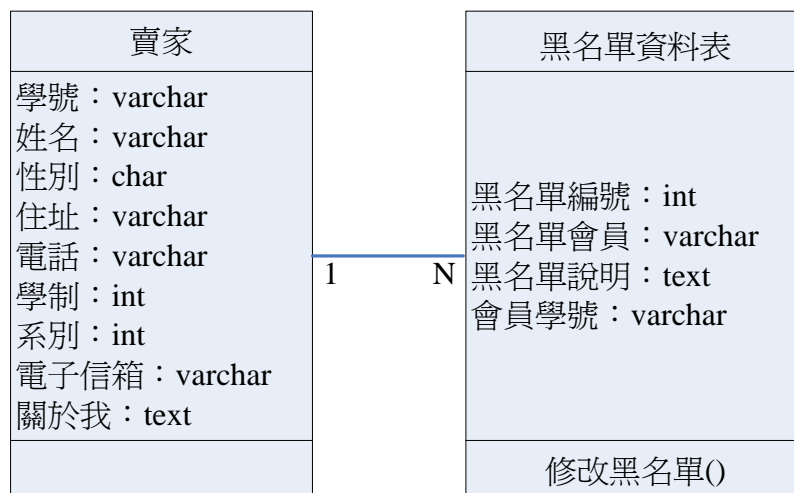 賣家
學號：varchar
姓名：varchar
性別：char
住址：varchar
電話：varchar
學制：int
系別：int
電子信箱：varchar
關於我：text
1
N
黑名單資料表
黑名單編號：int
黑名單會員：varchar
黑名單說明：text
會員學號：varchar
修改黑名單()